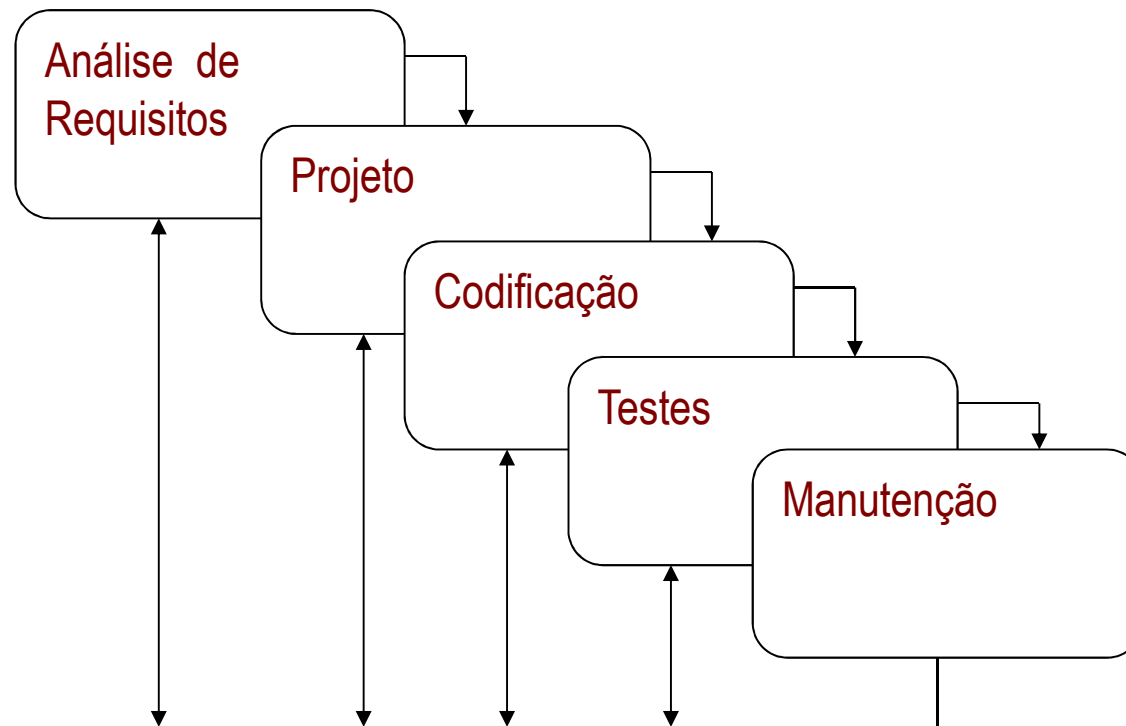 Análise de
Requisitos
Projeto
Codificação
Testes
Manutenção